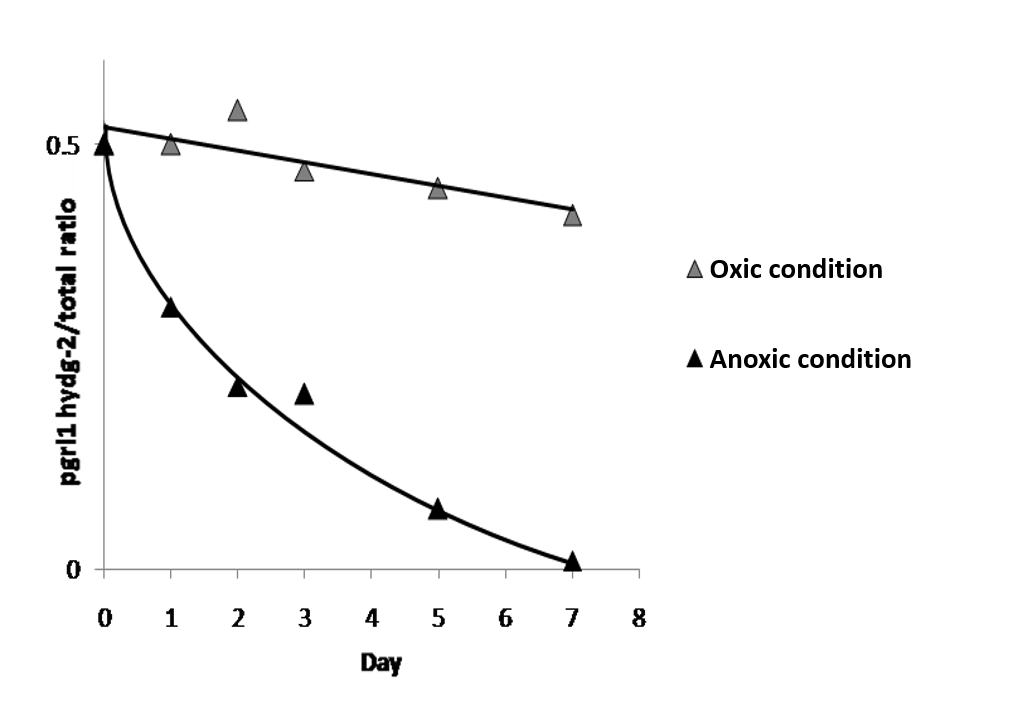 0.5
0
pgrl1 hydg-2/total ratio
0 1 2 3 4 5 6 7 8
Day
Oxic condition
Anoxic condition